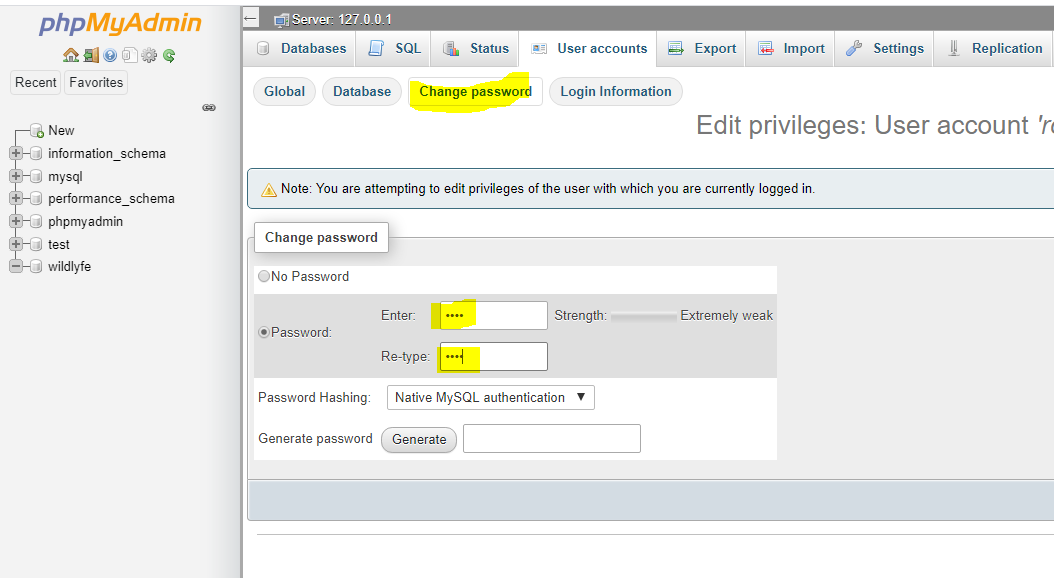 phpMyAdmin
Recent Favorites
New
information_schema
mysql
performance_schema
phpmyadmin
test
wildlyfe
Server: 127.0.0.1
Databases SQL Status User accounts Export Import Settings Replication
Global Database Change password Login Information
Edit privileges: User account
Note: You are attempting to edit privileges of the user with which you are currently logged in.
Change password
No Password
Enter: •••• Strength: Extremely weak
Password:
Re-type: ••••
Password Hashing: Native MySQL authentication ▼
Generate password Generate